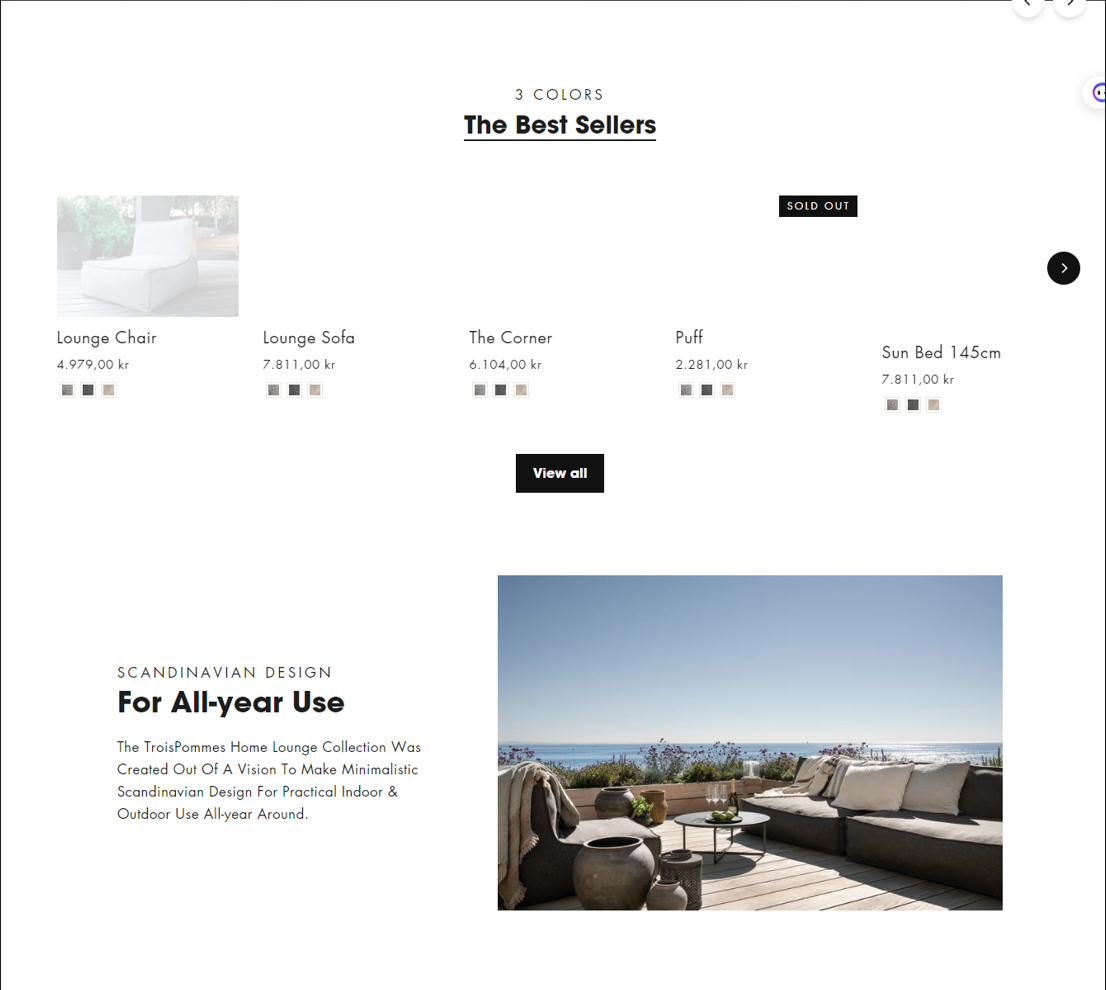 3 COLORS
The Best Sellers
SOLD OUT
Lounge Chair
4.979,00 kr
Lounge Sofa
7.811,00 kr
The Corner
6.104,00 kr
Puff
2.281,00 kr
Sun Bed 145cm
7.811,00 kr
View all
SCANDINAVIAN DESIGN
For All-year Use
The TroisPommes Home Lounge Collection Was
Created Out Of A Vision To Make Minimalistic
Scandinavian Design For Practical Indoor &
Outdoor Use All-year Around.